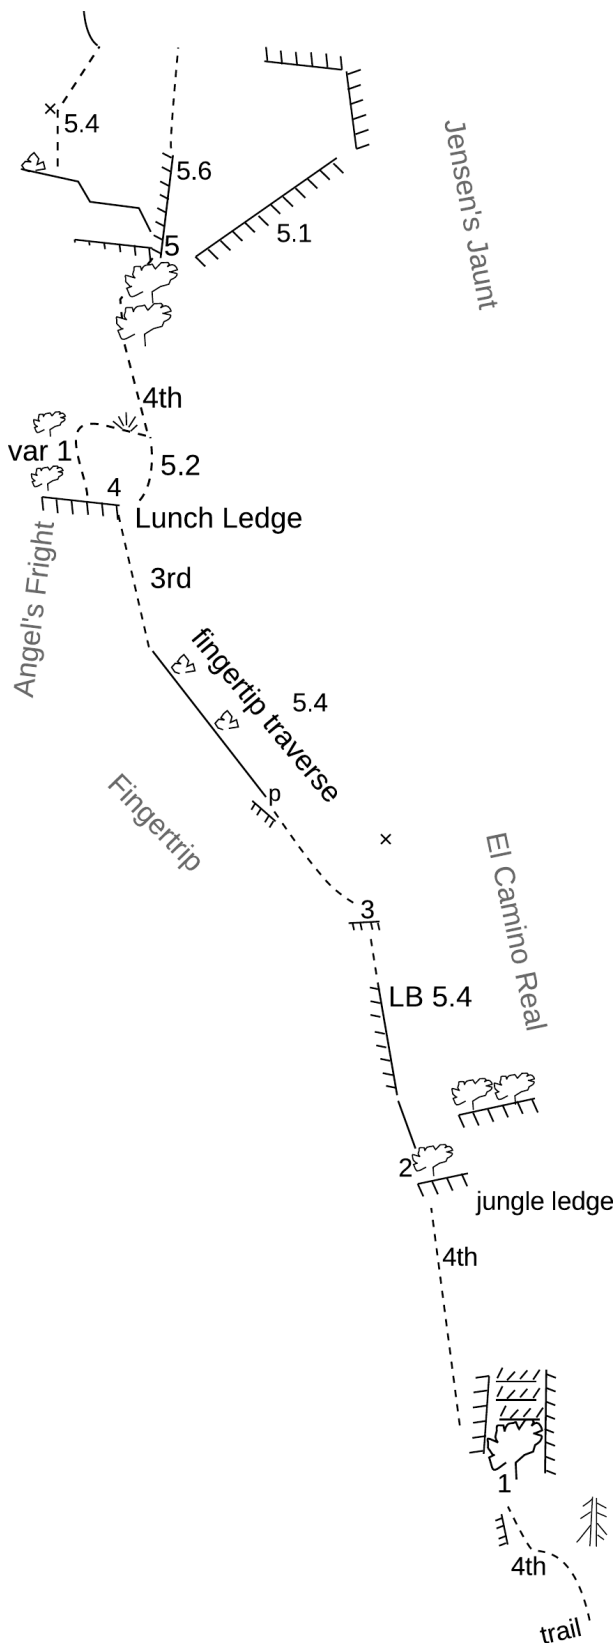 5.4
5.6
Jensen's Jaunt
5.1
5
4th
var 1
5.2
4
Lunch Ledge
Angel's Fright
3rd
fingertip traverse
5.4
p
Fingertrip
El Camino Real
3
LB 5.4
2
jungle ledge
4th
1
4th
trail